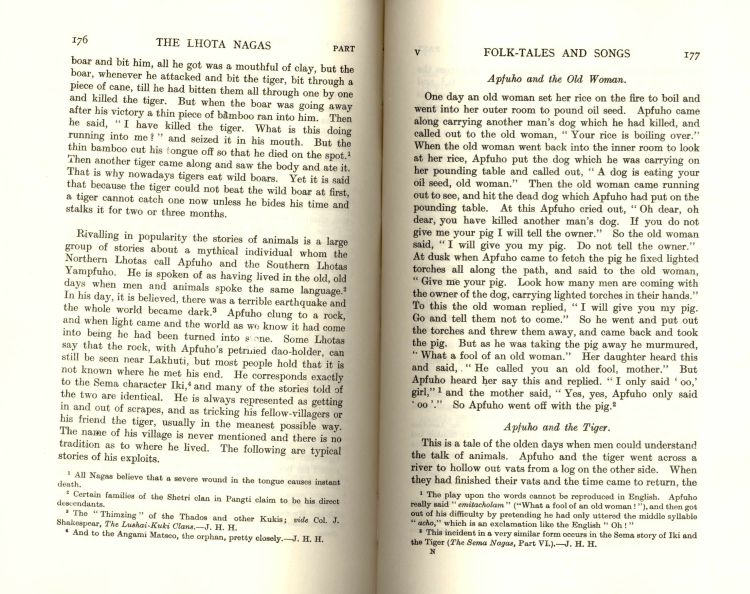 176 THE LHOTA NAGAS PART
boar and bit him, all he got was a mouthful of clay, but the
boar, whenever he attacked and bit the tiger, bit through a
piece of cane, till he had bitten them all through one by one
and killed the tiger. But when the boar was going away
after his victory a thin piece of bamboo ran into him. Then
he said, “ I have killed the tiger. What is this doing
running into me ? ” and seized it in his mouth. But the
thin bamboo cut his tongue off so that he died on the spot.¹
Then another tiger came along and saw the body and ate it.
That is why nowadays tigers eat wild boars. Yet it is said
that because the tiger could not beat the wild boar at first,
a tiger cannot catch one now unless he bides his time and
stalks it for two or three months.
Rivalling in popularity the stories of animals is a large
group of stories about a mythical individual whom the
Northern Lhotas call Apfuho and the Southern Lhotas
Yampfuho. He is spoken of as having lived in the old, old
days when men and animals spoke the same language.²
In his day, it is believed, there was a terrible earthquake and
the whole world became dark.³ Apfuho clung to a rock,
and when light came and the world as we know it had come
into being he had been turned into stone. Some Lhotas
say that the rock, with Apfuho's petrified dao-holder, can
still be seen near Lakhuti, but most people hold that it is
not known where he met his end. He corresponds exactly
to the Sema character Iki,⁴ and many of the stories told of
the two are identical. He is always represented as getting
in and out of scrapes, and as tricking his fellow-villagers or
his friend the tiger, usually in the meanest possible way.
The name of his village is never mentioned and there is no
tradition as to where he lived. The following are typical
stories of his exploits.
¹ All Nagas believe that a severe wound in the tongue causes instant
death.
² Certain families of the Shetri clan in Pangti claim to be his direct
descendants.
³ The “ Thimzing ” of the Thados and other Kukis ; vide Col. J.
Shakespear, The Lushai-Kuki Clans.—J. H. H.
⁴ And to the Angami Matsuo, the orphan, pretty closely.—J. H. H.
V FOLK-TALES AND SONGS 177
Apfuho and the Old Woman.
One day an old woman set her rice on the fire to boil and
went into her outer room to pound oil seed. Apfuho came
along carrying another man's dog which he had killed, and
called out to the old woman, “ Your rice is boiling over.”
When the old woman went back into the inner room to look
at her rice, Apfuho put the dog which he was carrying on
her pounding table and called out, “ A dog is eating your
oil seed, old woman.” Then the old woman came running
out to see, and hit the dead dog which Apfuho had put on the
pounding table. At this Apfuho cried out, “ Oh dear, oh
dear, you have killed another man's dog. If you do not
give me your pig I will tell the owner.” So the old woman
said, “ I will give you my pig. Do not tell the owner.”
At dusk when Apfuho came to fetch the pig he fixed lighted
torches all along the path, and said to the old woman,
“ Give me your pig. Look how many men are coming with
the owner of the dog, carrying lighted torches in their hands.”
To this the old woman replied, “ I will give you my pig.
Go and tell them not to come.” So he went and put out
the torches and threw them away, and came back and took
the pig. But as he was taking the pig away he murmured,
“ What a fool of an old woman.” Her daughter heard this
and said, “ He called you an old fool, mother.” But
Apfuho heard her say this and replied. “ I only said ‘ oo,’
girl,” ¹ and the mother said, “ Yes, yes, Apfuho only said
‘ oo ’.” So Apfuho went off with the pig.²
Apfuho and the Tiger.
This is a tale of the olden days when men could understand
the talk of animals. Apfuho and the tiger went across a
river to hollow out vats from a log on the other side. When
they had finished their vats and the time came to return, the
¹ The play upon the words cannot be reproduced in English. Apfuho
really said “ emitacholam ” (“What a fool of an old woman ! ”), and then got
out of his difficulty by pretending he had only uttered the middle syllable
“ acho,” which is an exclamation like the English “ Oh ! ”
² This incident in a very similar form occurs in the Sema story of Iki and
the Tiger (The Sema Nagas, Part VI.).—J. H. H.
N